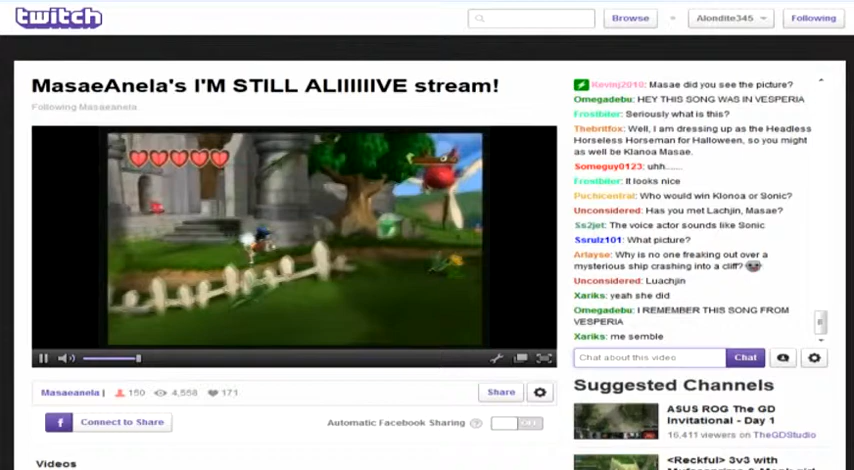 twitch
Browse
Alondite345
Following
MasaeAnela's I'M STILL ALIIIIIIVE stream!
Following Masaeanela
Kevinj2010: Masae did you see the picture?
Omegadebu: HEY THIS SONG WAS IN VESPERIA
Frostbiter: Seriously what is this?
Thebritfox: Well, I am dressing up as the Headless
Horseless Horseman for Halloween, so you might
as well be Klanoa Masae.
Someguy0123: uhh.......
Frostbiter: It looks nice
Puchicentral: Who would win Klonoa or Sonic?
Unconsidered: Has you met Lachjin, Masae?
Ss2jet: The voice actor sounds like Sonic
Ssrulz101: What picture?
Arlayse: Why is no one freaking out over a
mysterious ship crashing into a cliff?
Unconsidered: Luachjin
Xariks: yeah she did
Omegadebu: I REMEMBER THIS SONG FROM
VESPERIA
Xariks: me semble
Chat about this video
Chat
Masaeanela | 150 4,558 171
Share
f Connect to Share
Automatic Facebook Sharing OFF
Suggested Channels
ASUS ROG The GD
Invitational - Day 1
16,411 viewers on TheGDStudio
Videos
<Reckful> 3v3 with